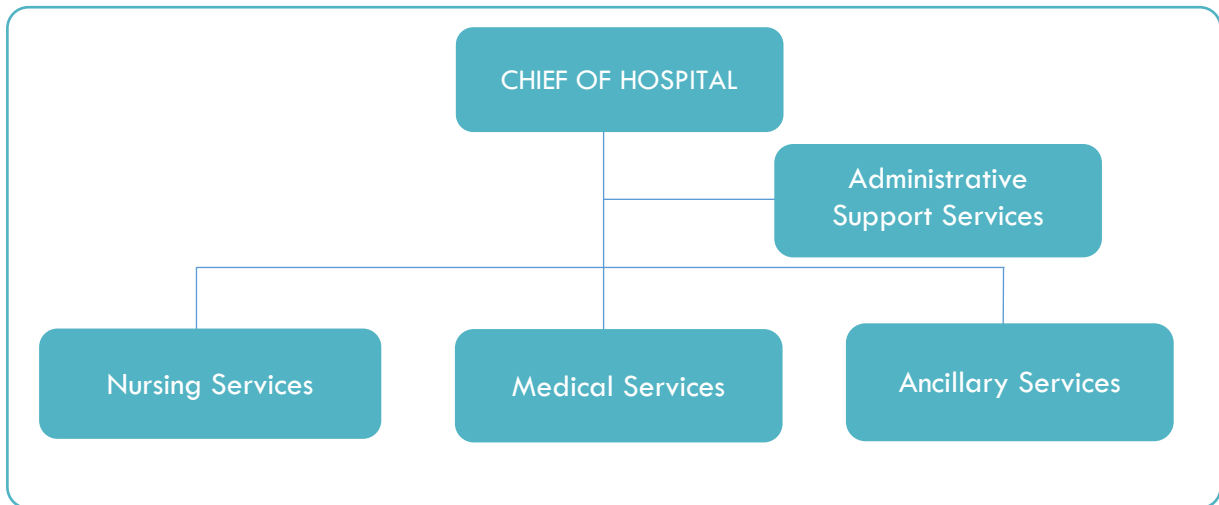 CHIEF OF HOSPITAL
Administrative
Support Services
Nursing Services
Medical Services
Ancillary Services